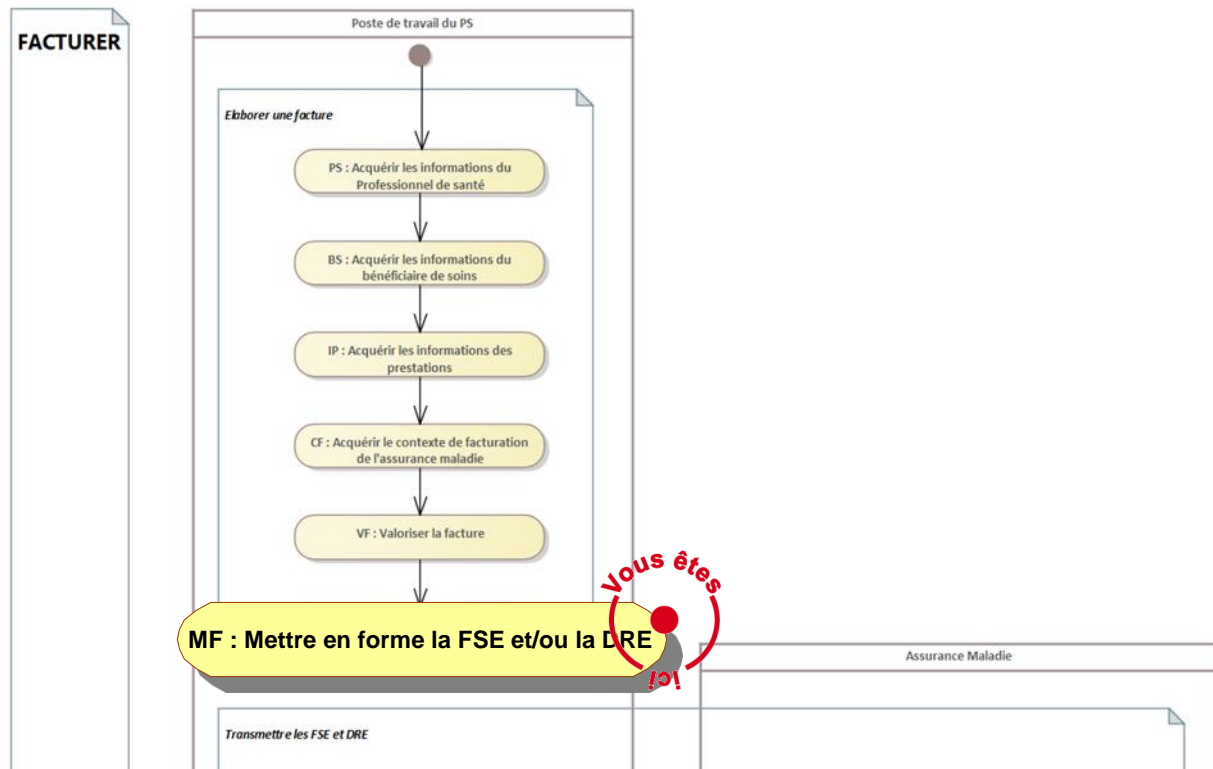 FACTURER
Poste de travail du PS
Elaborer une facture
PS : Acquérir les informations du
Professionnel de santé
BS : Acquérir les informations du
bénéficiaire de soins
IP : Acquérir les informations des
prestations
CF : Acquérir le contexte de facturation
de l'assurance maladie
VF : Valoriser la facture
Vous êtes
MF : Mettre en forme la FSE et/ou la DRE
ici
Assurance Maladie
Transmettre les FSE et DRE